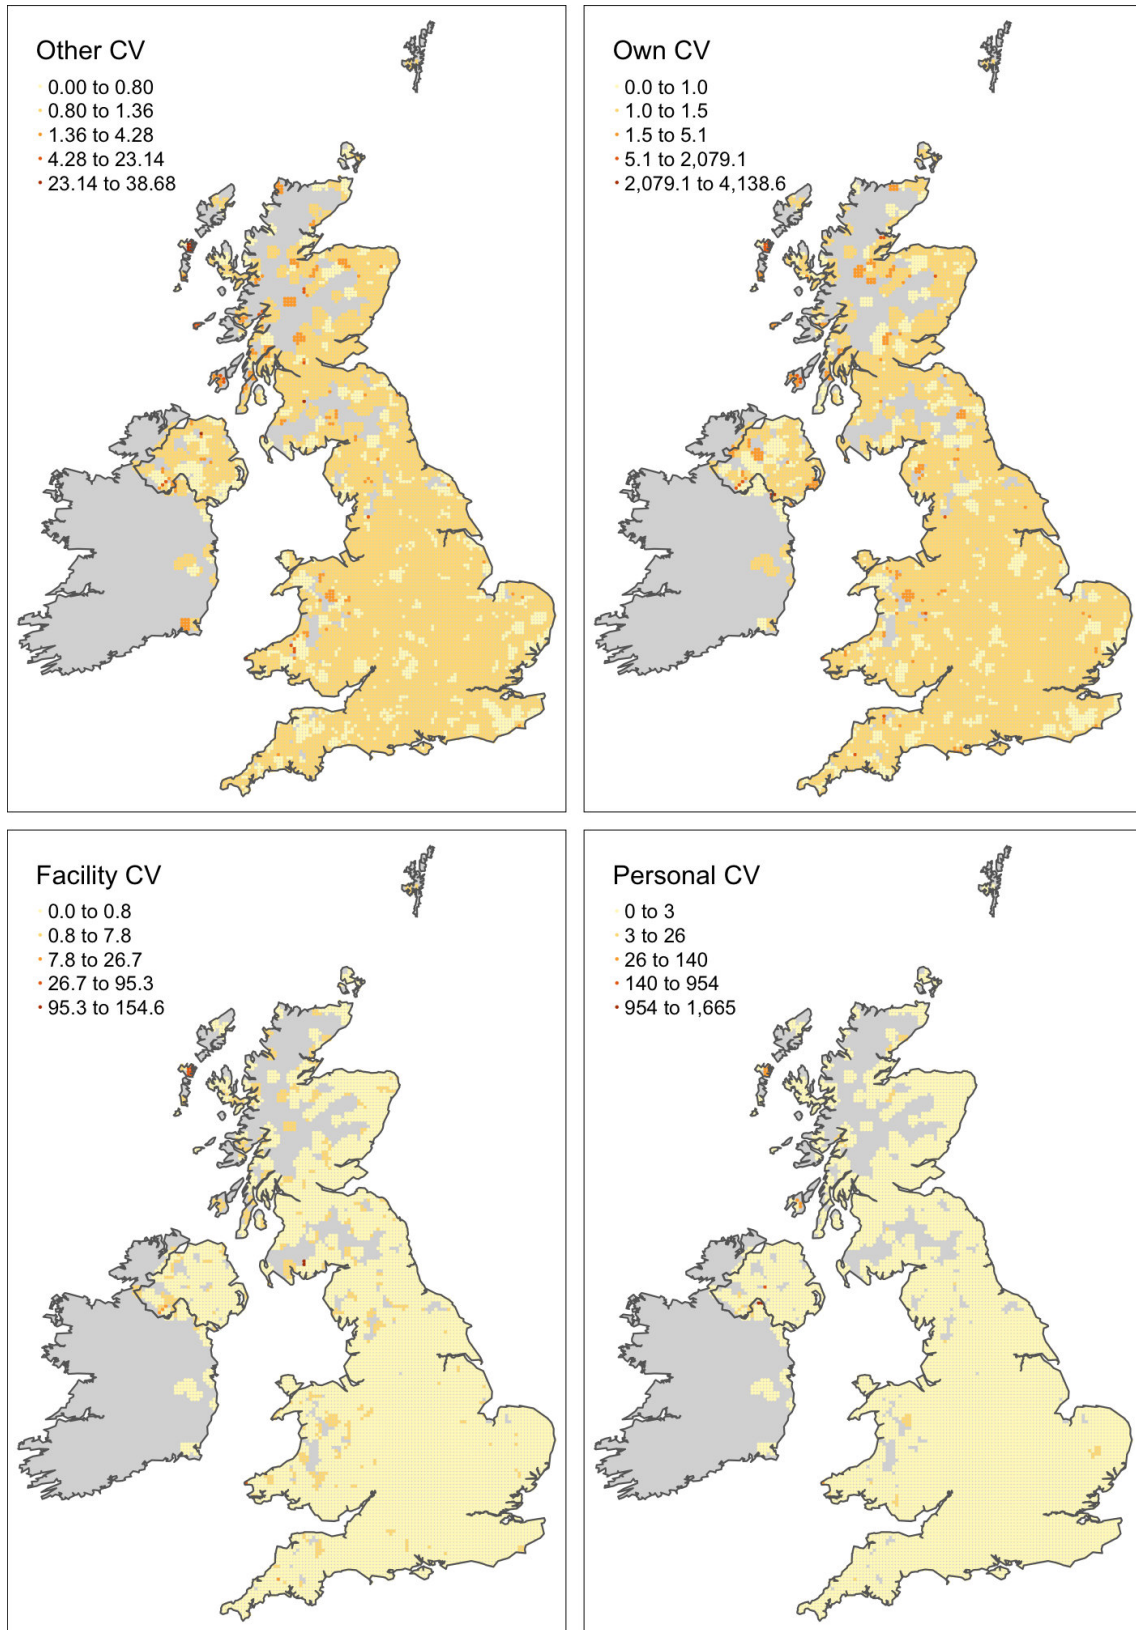 Other CV
0.00 to 0.80
0.80 to 1.36
1.36 to 4.28
4.28 to 23.14
23.14 to 38.68
Own CV
0.0 to 1.0
1.0 to 1.5
1.5 to 5.1
5.1 to 2,079.1
2,079.1 to 4,138.6
Facility CV
0.0 to 0.8
0.8 to 7.8
7.8 to 26.7
26.7 to 95.3
95.3 to 154.6
Personal CV
0 to 3
3 to 26
26 to 140
140 to 954
954 to 1,665